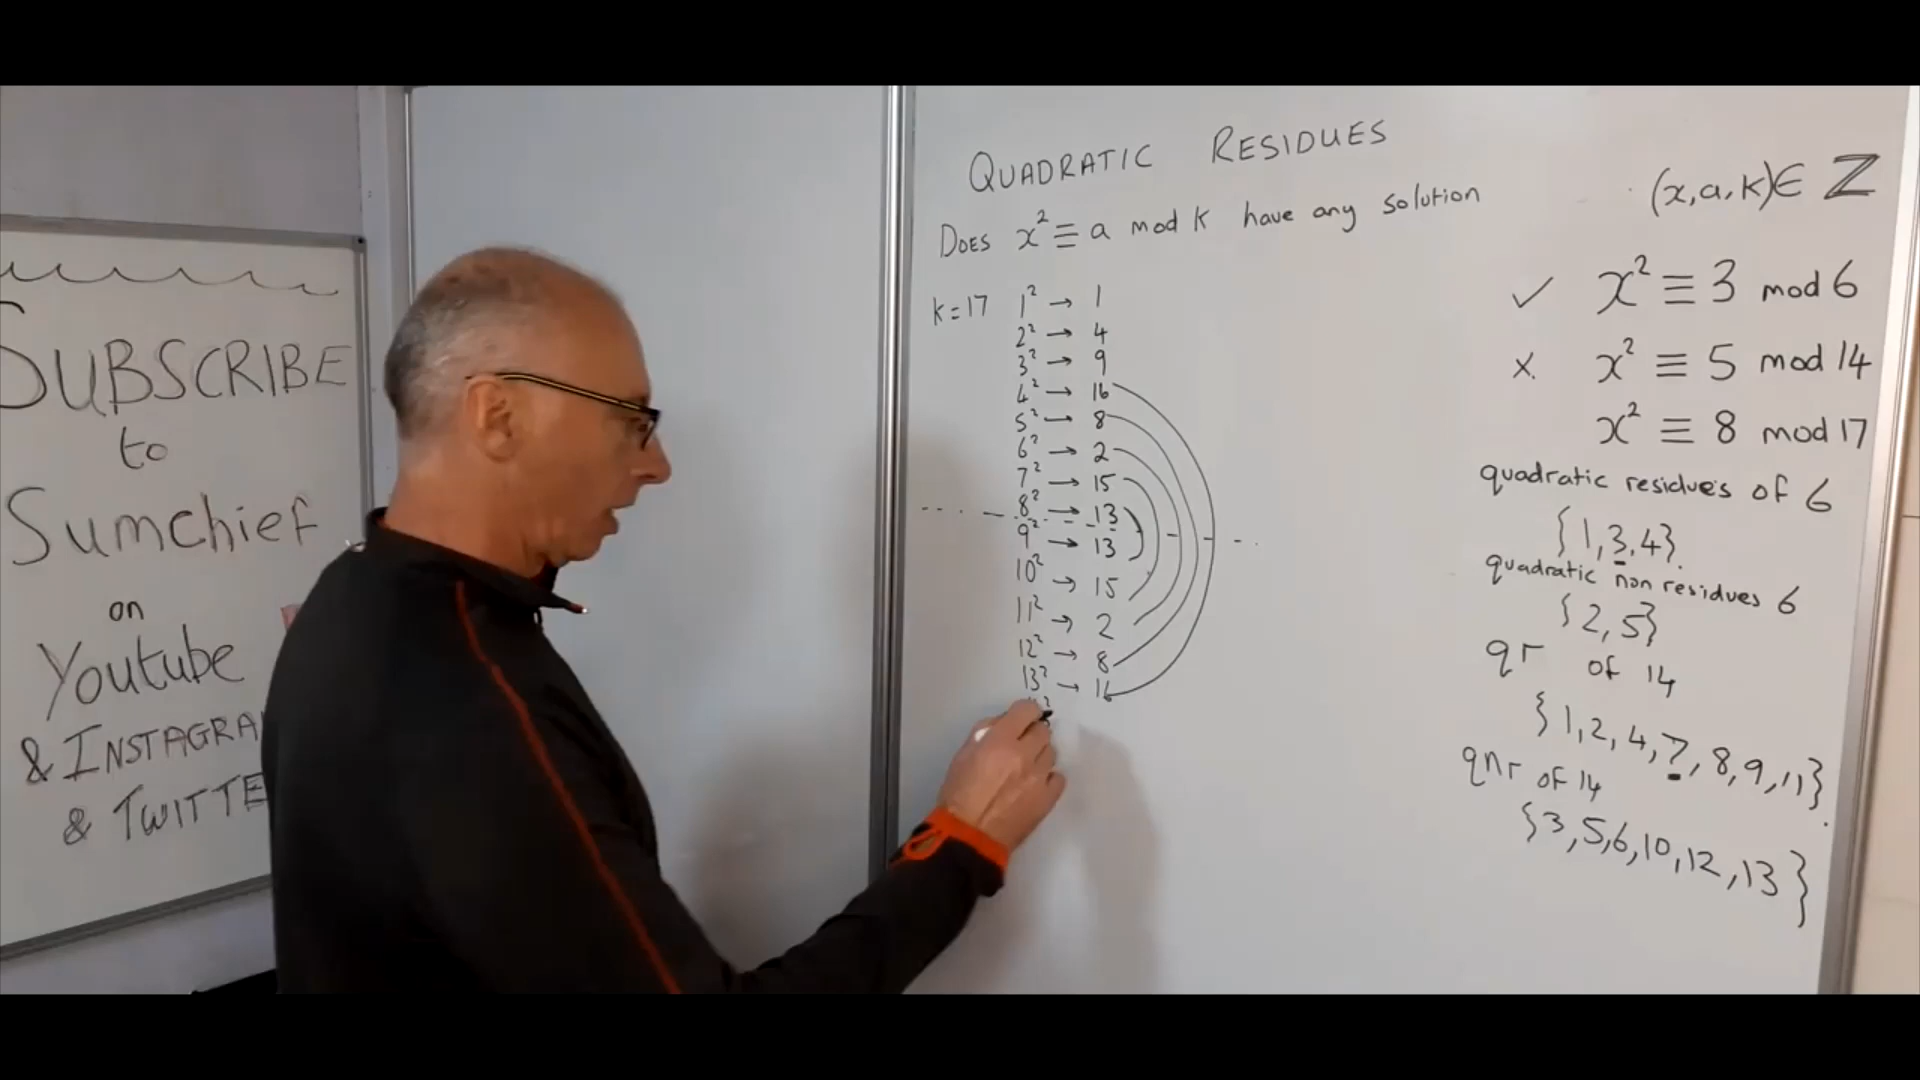 SUBSCRIBE
to
Sumchief
on
Youtube
& INSTAGRA
& TWITTE
QUADRATIC RESIDUES
DOES x² ≡ a mod K have any solution
(x,a,k)∈ ℤ
k=17 1² → 1
2² → 4
3² → 9
4² → 16
5² → 8
6² → 2
7² → 15
8² → 13
9² → 13
10² → 15
11² → 2
12² → 8
13² → 16
✓ x² ≡ 3 mod 6
x. x² ≡ 5 mod 14
x² ≡ 8 mod 17
quadratic residues of 6
{1,3,4}.
quadratic non residues 6
{2,5}
qr of 14
{1,2,4,7,8,9,11}
qnr of 14
{3,5,6,10,12,13}